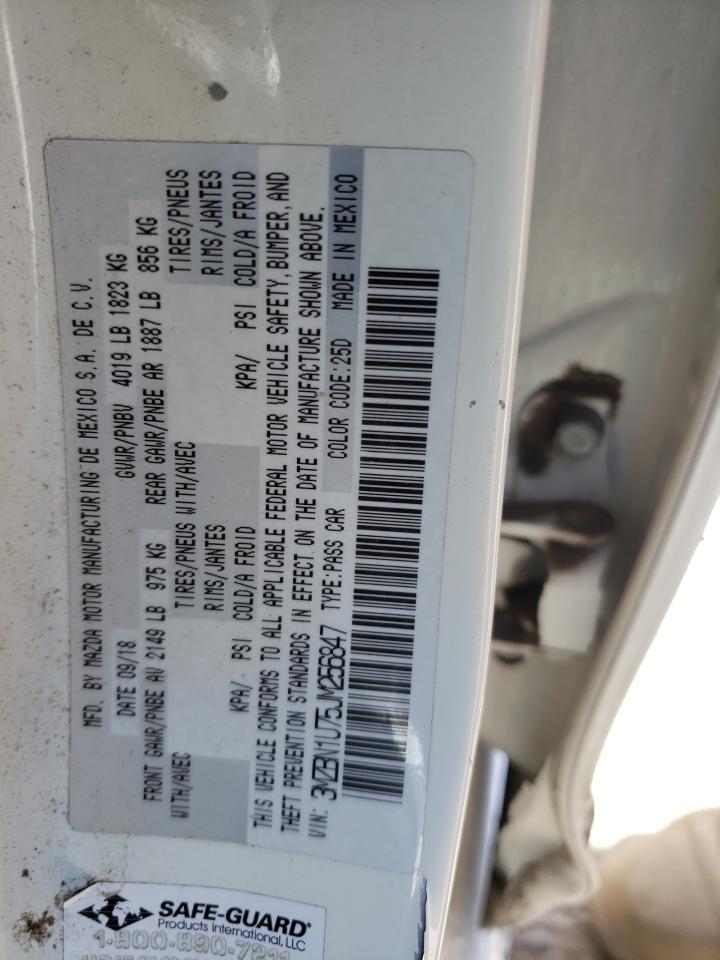 MFD. BY MAZDA MOTOR MANUFACTURING DE MEXICO S.A. DE C.V.
DATE 09/18 GVWR/PNBV 4019 LB 1823 KG
FRONT GAWR/PNBE AV 2149 LB 975 KG REAR GAWR/PNBE AR 1887 LB 856 KG
WITH/AVEC TIRES/PNEUS WITH/AVEC TIRES/PNEUS
RIMS/JANTES RIMS/JANTES
KPA/ PSI COLD/A FROID KPA/ PSI COLD/A FROID
THIS VEHICLE CONFORMS TO ALL APPLICABLE FEDERAL MOTOR VEHICLE SAFETY, BUMPER, AND
THEFT PREVENTION STANDARDS IN EFFECT ON THE DATE OF MANUFACTURE SHOWN ABOVE.
VIN: 3MZBN1U75JM256847 TYPE:PASS CAR COLOR CODE:25D MADE IN MEXICO
SAFE-GUARD®
Products International, LLC
1-800-890-7211